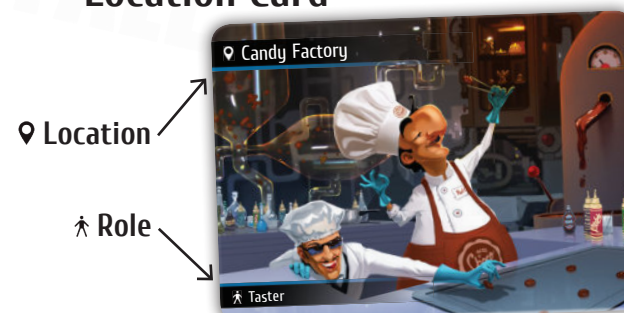 Location Card
Candy Factory
Location
Role
Taster